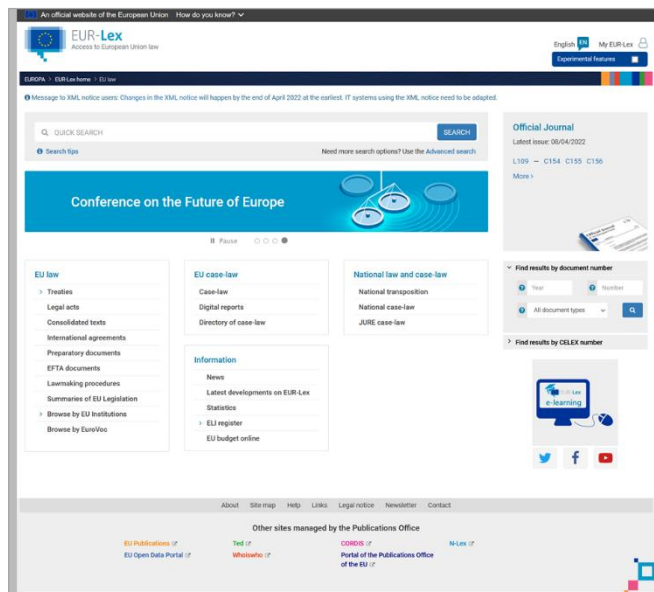 An official website of the European Union How do you know?
EUR-Lex
Access to European Union law
English EN My EUR-Lex
Experimental features
EUROPA > EUR-Lex home > EU law
Message to XML notice users: Changes in the XML notice will happen by the end of April 2022 at the earliest. IT systems using the XML notice need to be adapted.
QUICK SEARCH
SEARCH
Search tips
Need more search options? Use the Advanced search
Official Journal
Latest issue: 08/04/2022
L109 – C154 C155 C156
More >
Conference on the Future of Europe
Pause
EU law
> Treaties
Legal acts
Consolidated texts
International agreements
Preparatory documents
EFTA documents
Lawmaking procedures
Summaries of EU Legislation
> Browse by EU Institutions
Browse by EuroVoc
EU case-law
Case-law
Digital reports
Directory of case-law
Information
News
Latest developments on EUR-Lex
Statistics
> ELI register
EU budget online
National law and case-law
National transposition
National case-law
JURE case-law
Find results by document number
Year
Number
All document types
> Find results by CELEX number
EUR-Lex
e-learning
About Site map Help Links Legal notice Newsletter Contact
Other sites managed by the Publications Office
EU Publications
EU Open Data Portal
Ted
Whoiswho
CORDIS
Portal of the Publications Office
of the EU
N-Lex